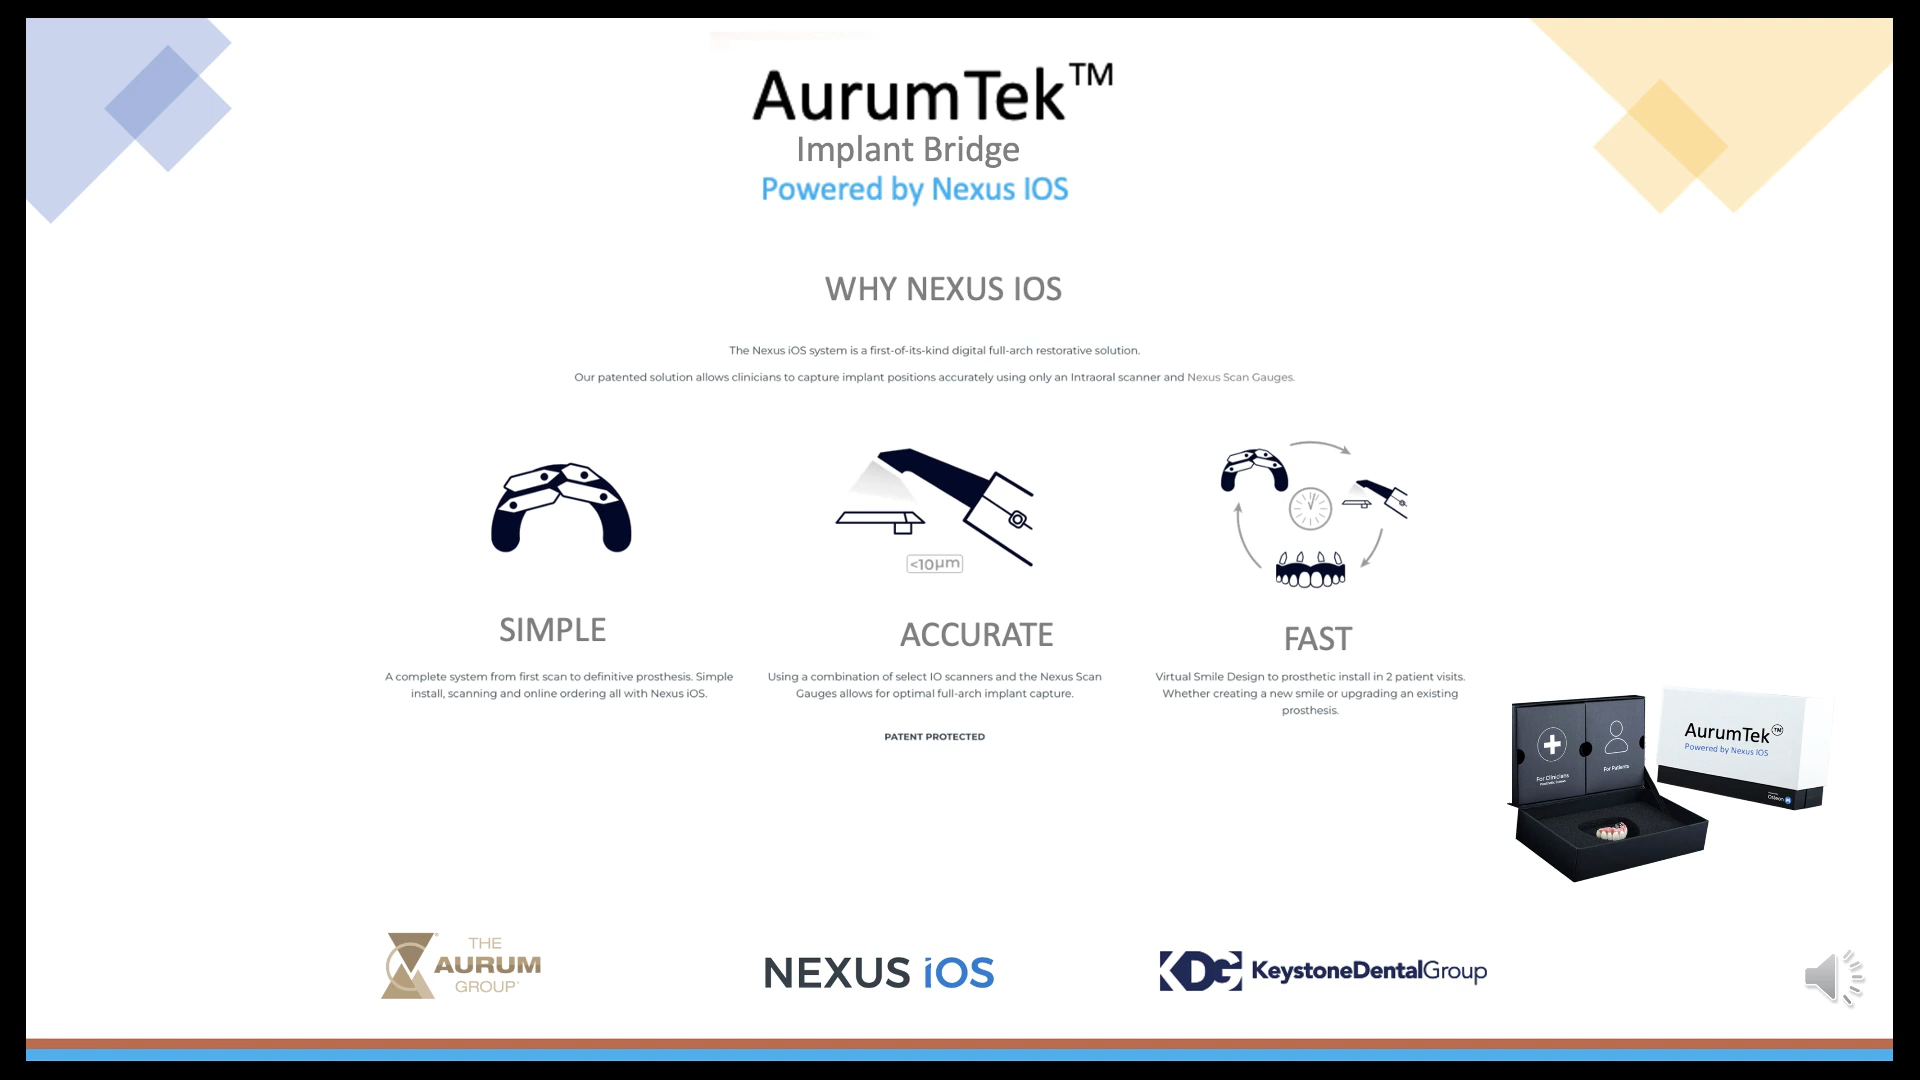 AurumTek™
Implant Bridge
Powered by Nexus IOS
WHY NEXUS IOS
The Nexus iOS system is a first-of-its-kind digital full-arch restorative solution.
Our patented solution allows clinicians to capture implant positions accurately using only an Intraoral scanner and Nexus Scan Gauges.
<10µm
SIMPLE
A complete system from first scan to definitive prosthesis. Simple
install, scanning and online ordering all with Nexus iOS.
ACCURATE
Using a combination of select IO scanners and the Nexus Scan
Gauges allows for optimal full-arch implant capture.
PATENT PROTECTED
FAST
Virtual Smile Design to prosthetic install in 2 patient visits.
Whether creating a new smile or upgrading an existing
prosthesis.
For Clinicians
For Patients
AurumTek™
Powered by Nexus IOS
THE
AURUM
GROUP
NEXUS iOS
KDG KeystoneDentalGroup